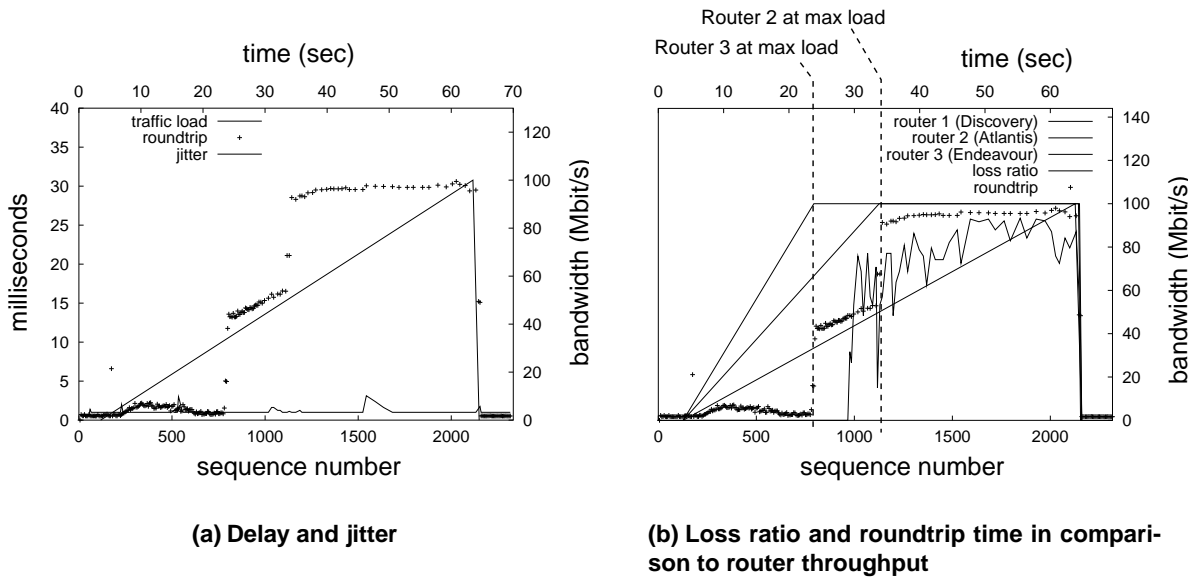 time (sec)
0 10 20 30 40 50 60 70
40
35
30
25
20
15
10
5
0
milliseconds
traffic load
roundtrip
jitter
120
100
80
60
40
20
0
bandwidth (Mbit/s)
0 500 1000 1500 2000
sequence number
(a) Delay and jitter
Router 2 at max load
Router 3 at max load
time (sec)
0 10 20 30 40 50 60
router 1 (Discovery)
router 2 (Atlantis)
router 3 (Endeavour)
loss ratio
roundtrip
140
120
100
80
60
40
20
0
bandwidth (Mbit/s)
0 500 1000 1500 2000
sequence number
(b) Loss ratio and roundtrip time in compari-
son to router throughput